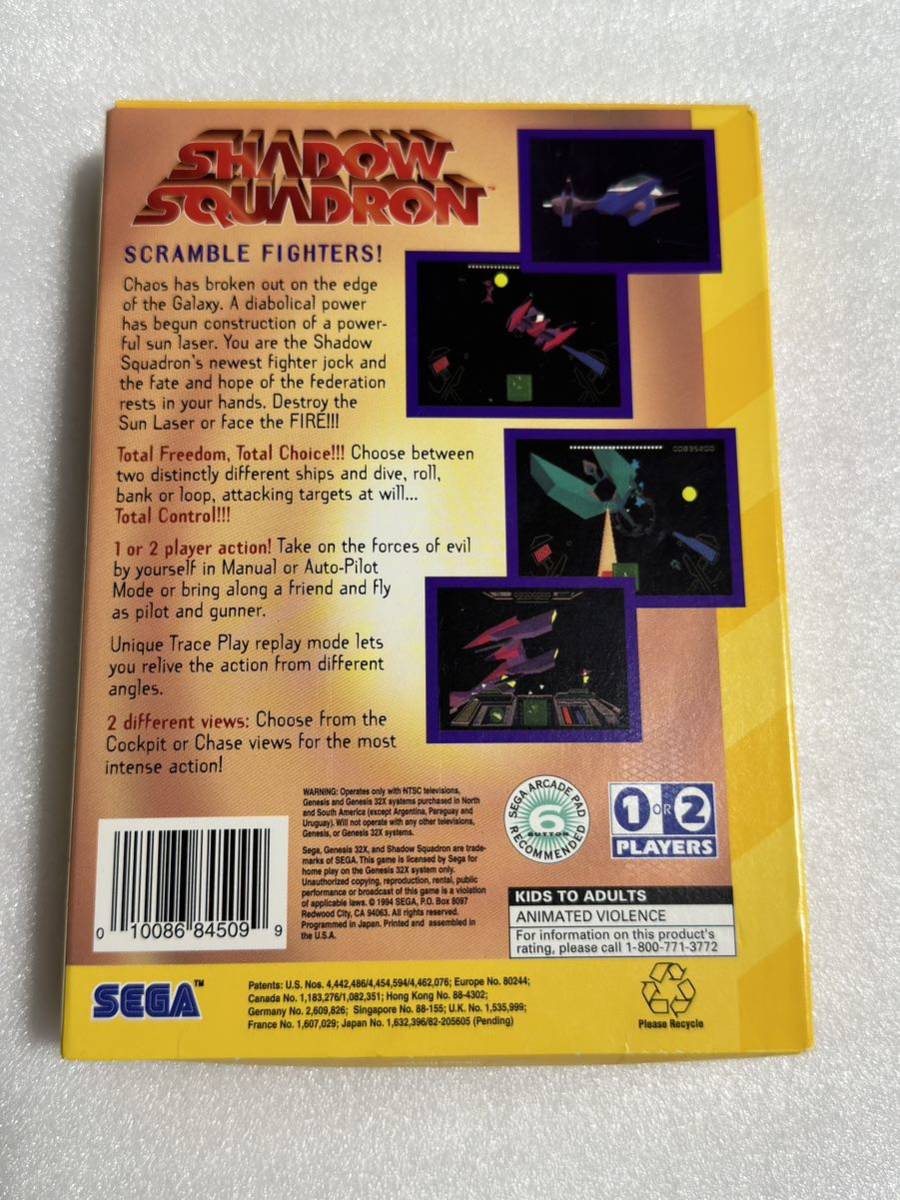 SHADOW
SQUADRON™
SCRAMBLE FIGHTERS!
Chaos has broken out on the edge
of the Galaxy. A diabolical power
has begun construction of a power-
ful sun laser. You are the Shadow
Squadron's newest fighter jock and
the fate and hope of the federation
rests in your hands. Destroy the
Sun Laser or face the FIRE!!!
Total Freedom, Total Choice!!! Choose between
two distinctly different ships and dive, roll,
bank or loop, attacking targets at will...
Total Control!!!
1 or 2 player action! Take on the forces of evil
by yourself in Manual or Auto-Pilot
Mode or bring along a friend and fly
as pilot and gunner.
Unique Trace Play replay mode lets
you relive the action from different
angles.
2 different views: Choose from the
Cockpit or Chase views for the most
intense action!
WARNING: Operates only with NTSC televisions,
Genesis and Genesis 32X systems purchased in North
and South America (except Argentina, Paraguay and
Uruguay). Will not operate with any other televisions,
Genesis, or Genesis 32X systems.
Sega, Genesis 32X, and Shadow Squadron are trade-
marks of SEGA. This game is licensed by Sega for
home play on the Genesis 32X system only.
Unauthorized copying, reproduction, rental, public
performance or broadcast of this game is a violation
of applicable laws. © 1994 SEGA, P.O. Box 8097
Redwood City, CA 94063. All rights reserved.
Programmed in Japan. Printed and assembled in
the U.S.A.
SEGA ARCADE PAD
6
BUTTON
RECOMMENDED
1 OR 2
PLAYERS
KIDS TO ADULTS
ANIMATED VIOLENCE
For information on this product's
rating, please call 1-800-771-3772
0 10086 84509 9
SEGA™
Patents: U.S. Nos. 4,442,486/4,454,594/4,462,076; Europe No. 80244;
Canada No. 1,183,276/1,082,351; Hong Kong No. 88-4302;
Germany No. 2,609,826; Singapore No. 88-155; U.K. No. 1,535,999;
France No. 1,607,029; Japan No. 1,632,396/82-205605 (Pending)
Please Recycle